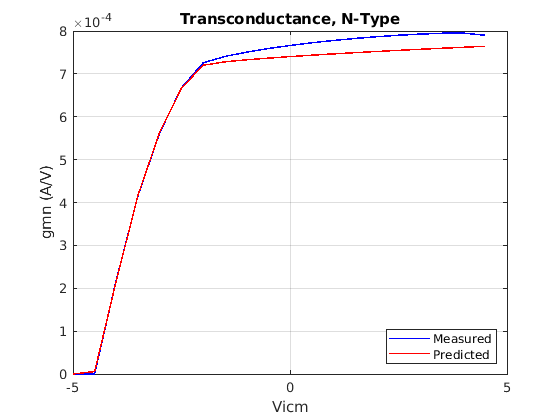 ×10-4
Transconductance, N-Type
8
7
6
5
4
3
2
1
0
gmn (A/V)
-5
0
5
Vicm
Measured
Predicted